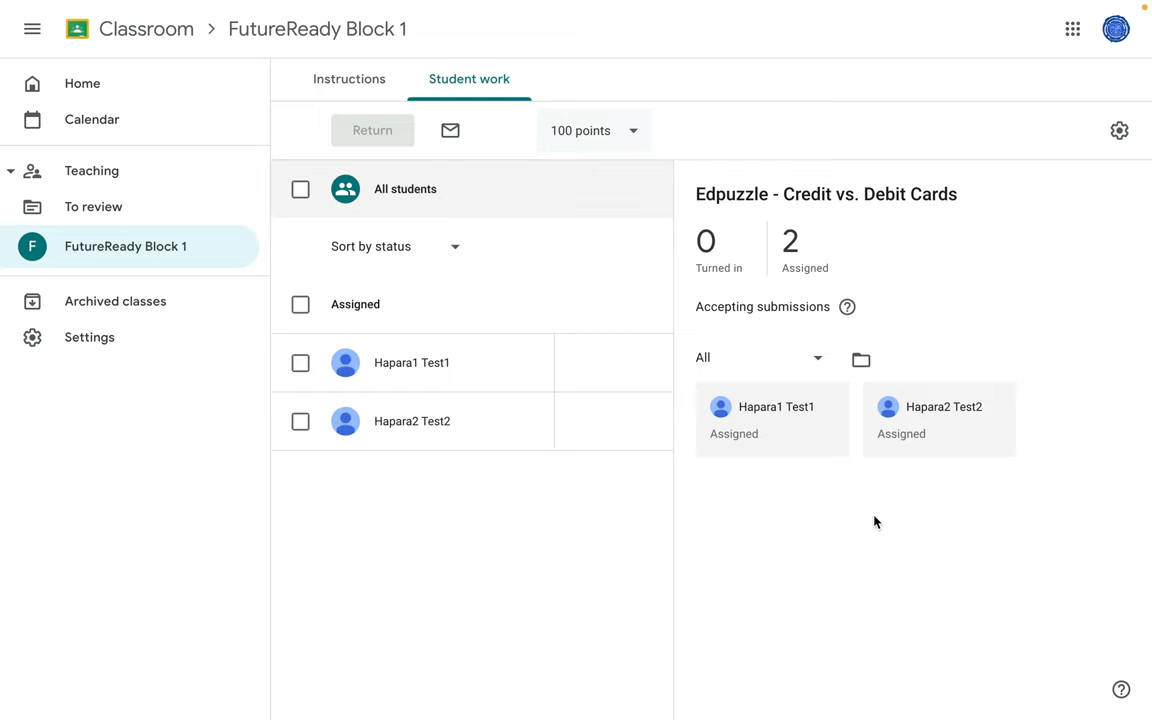 Classroom > FutureReady Block 1
Home
Calendar
Teaching
To review
F FutureReady Block 1
Archived classes
Settings
Instructions Student work
Return 100 points
All students
Sort by status
Assigned
Hapara1 Test1
Hapara2 Test2
Edpuzzle - Credit vs. Debit Cards
0 2
Turned in Assigned
Accepting submissions ?
All
Hapara1 Test1 Hapara2 Test2
Assigned Assigned
?